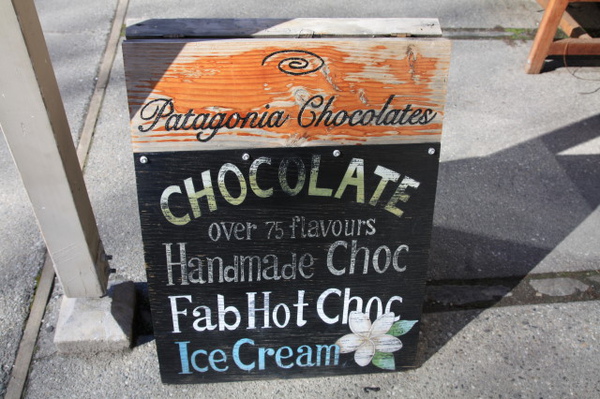 Patagonia Chocolates
CHOCOLATE
over 75 flavours
Handmade Choc
Fab Hot Choc
Ice Cream